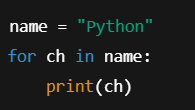 name = "Python"
for ch in name:
    print(ch)